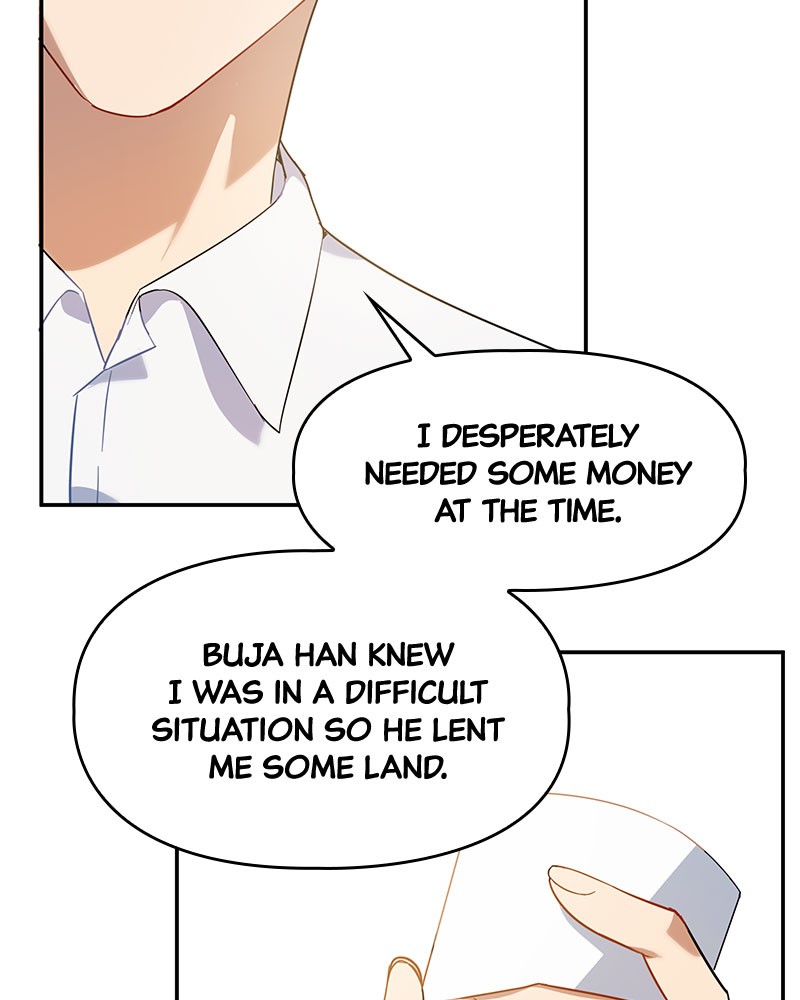 I DESPERATELY
NEEDED SOME MONEY
AT THE TIME.
BUJA HAN KNEW
I WAS IN A DIFFICULT
SITUATION SO HE LENT
ME SOME LAND.